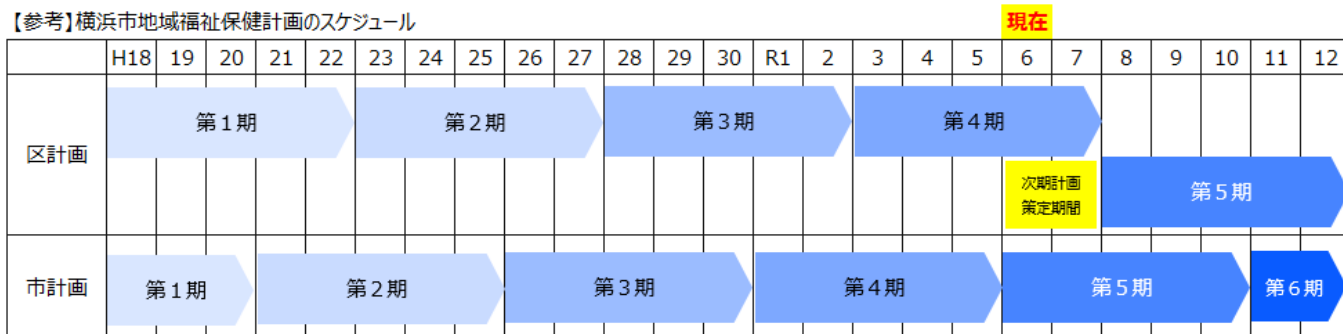 【参考】横浜市地域福祉保健計画のスケジュール
現在
H18 19 20 21 22 23 24 25 26 27 28 29 30 R1 2 3 4 5 6 7 8 9 10 11 12
区計画
第1期 第2期 第3期 第4期
次期計画
策定期間
第5期
市計画
第1期 第2期 第3期 第4期 第5期 第6期